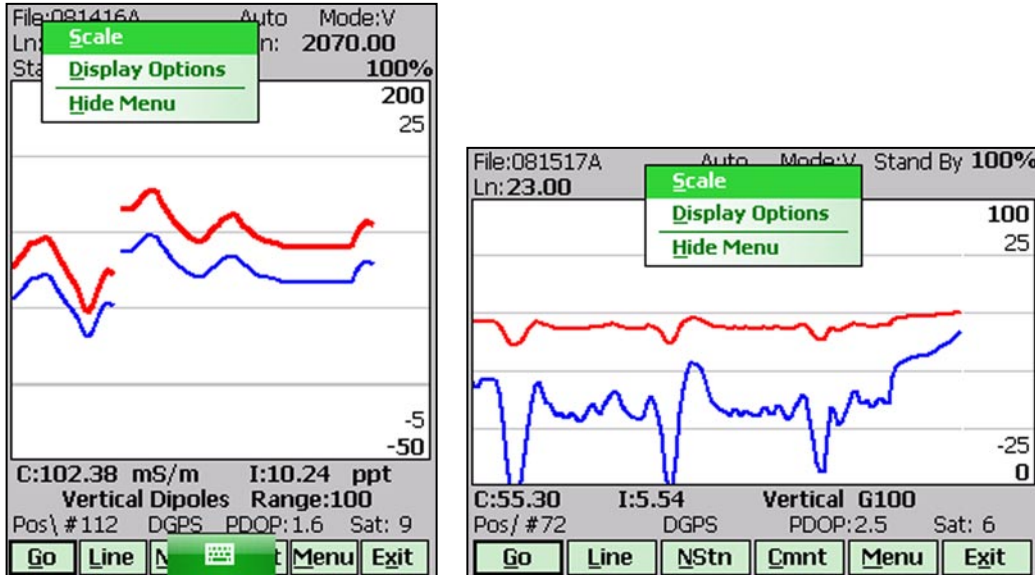 File:081416A Auto Mode:V
Ln: n: 2070.00
Sta 100%
Scale
Display Options
Hide Menu
200
25
-5
-50
C:102.38 mS/m I:10.24 ppt
Vertical Dipoles Range:100
Pos\ #112 DGPS PDOP:1.6 Sat: 9
Go Line N t Menu Exit
File:081517A Auto Mode:V Stand By 100%
Ln:23.00
Scale
Display Options
Hide Menu
100
25
-25
0
C:55.30 I:5.54 Vertical G100
Pos/ #72 DGPS PDOP:2.5 Sat: 6
Go Line NStn Cmnt Menu Exit